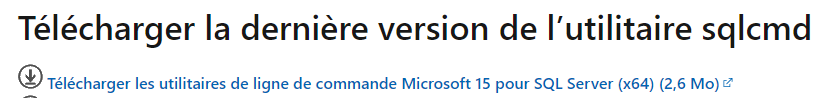 Télécharger la dernière version de l’utilitaire sqlcmd
Télécharger les utilitaires de ligne de commande Microsoft 15 pour SQL Server (x64) (2,6 Mo)